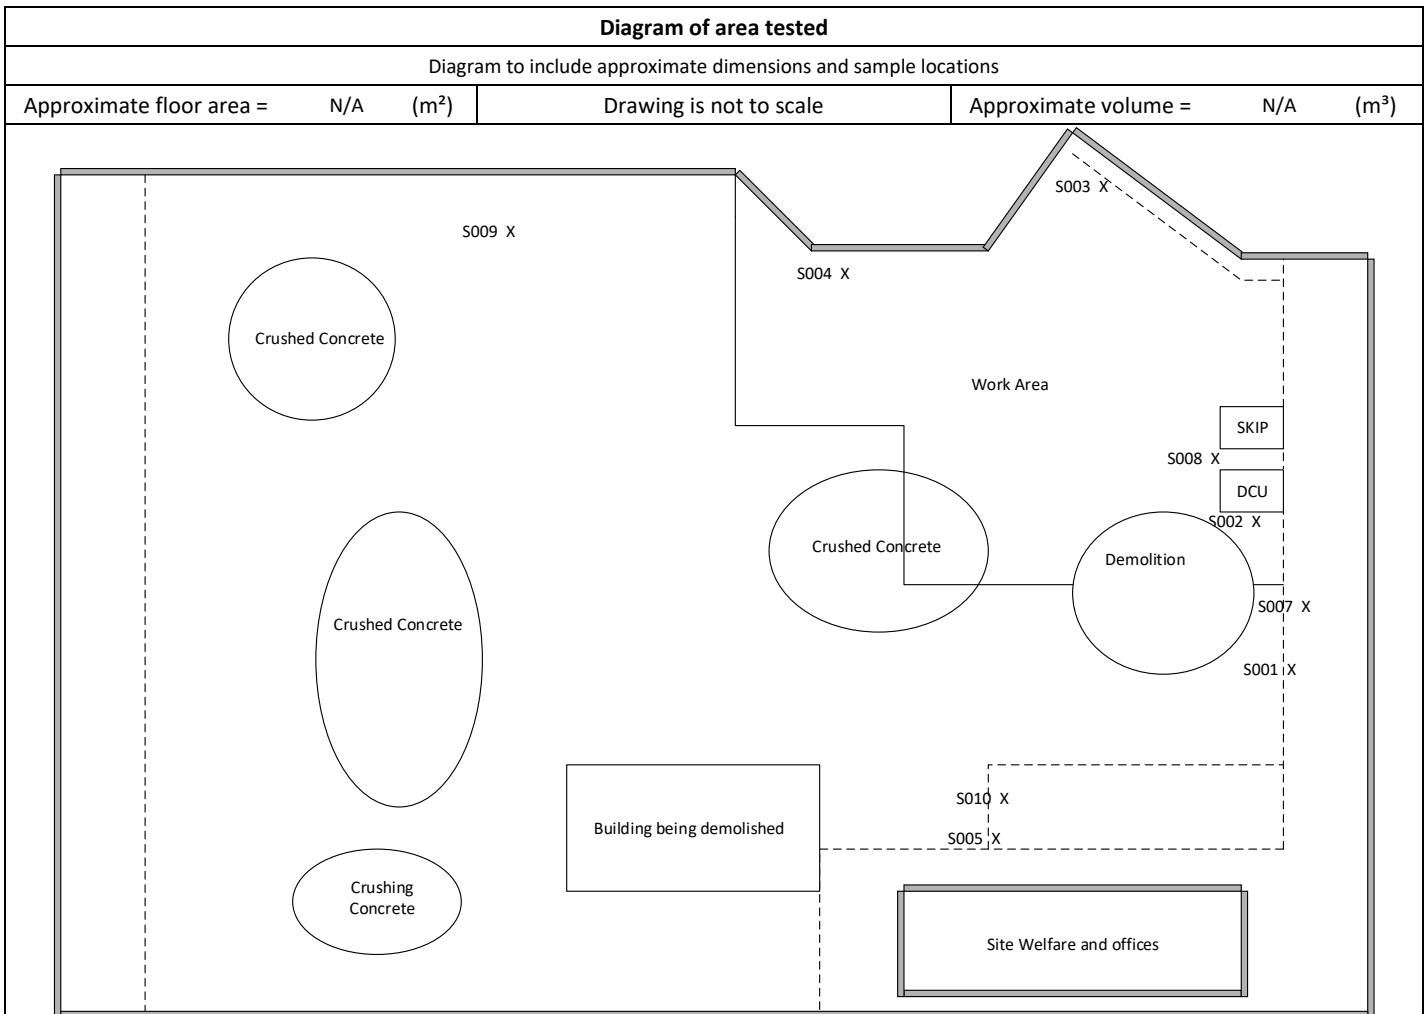 Diagram of area tested
Diagram to include approximate dimensions and sample locations
Approximate floor area = N/A (m²)
Drawing is not to scale
Approximate volume = N/A (m³)
S003 X
S009 X
S004 X
Crushed Concrete
Work Area
SKIP
S008 X
DCU
S002 X
Crushed Concrete
Demolition
S007 X
Crushed Concrete
S001 X
S010 X
Building being demolished
S005 X
Crushing
Concrete
Site Welfare and offices